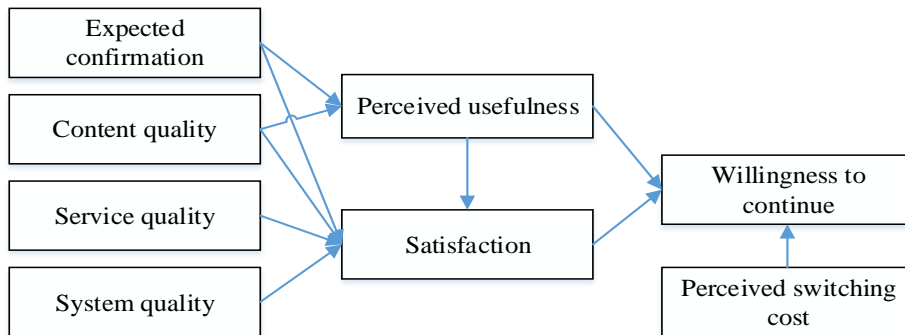 Expected
confirmation
Content quality
Service quality
System quality
Perceived usefulness
Satisfaction
Willingness to
continue
Perceived switching
cost